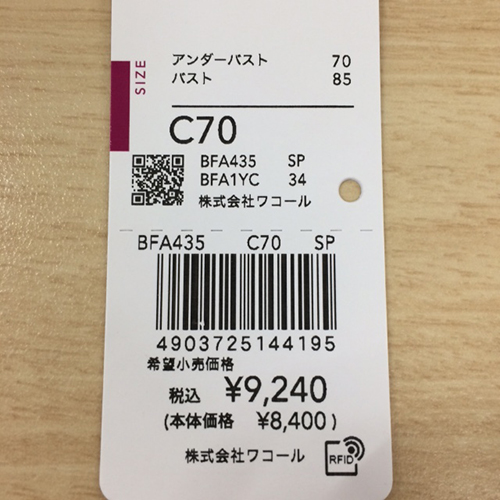 SIZE
アンダーバスト 70
バスト 85
C70
BFA435 SP
BFA1YC 34
株式会社ワコール
BFA435 C70 SP
4903725144195
希望小売価格
税込 ¥9,240
(本体価格 ¥8,400)
株式会社ワコール
RFID